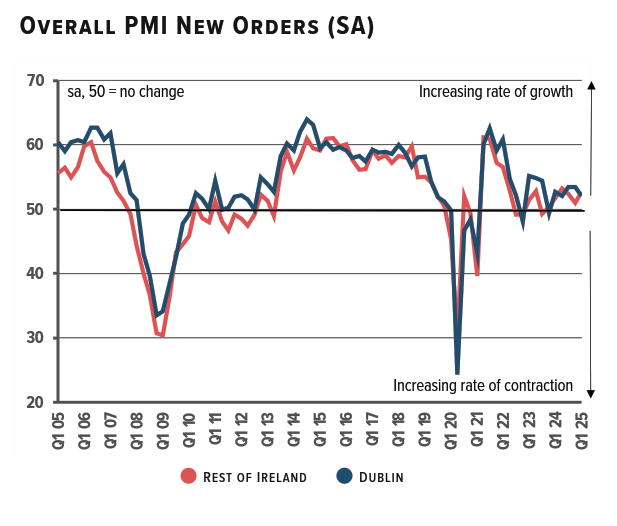 OVERALL PMI NEW ORDERS (SA)
70
sa, 50 = no change
Increasing rate of growth
60
50
40
30
Increasing rate of contraction
20
Q1 05
Q1 06
Q1 07
Q1 08
Q1 09
Q1 10
Q1 11
Q1 12
Q1 13
Q1 14
Q1 15
Q1 16
Q1 17
Q1 18
Q1 19
Q1 20
Q1 21
Q1 22
Q1 23
Q1 24
Q1 25
REST OF IRELAND
DUBLIN